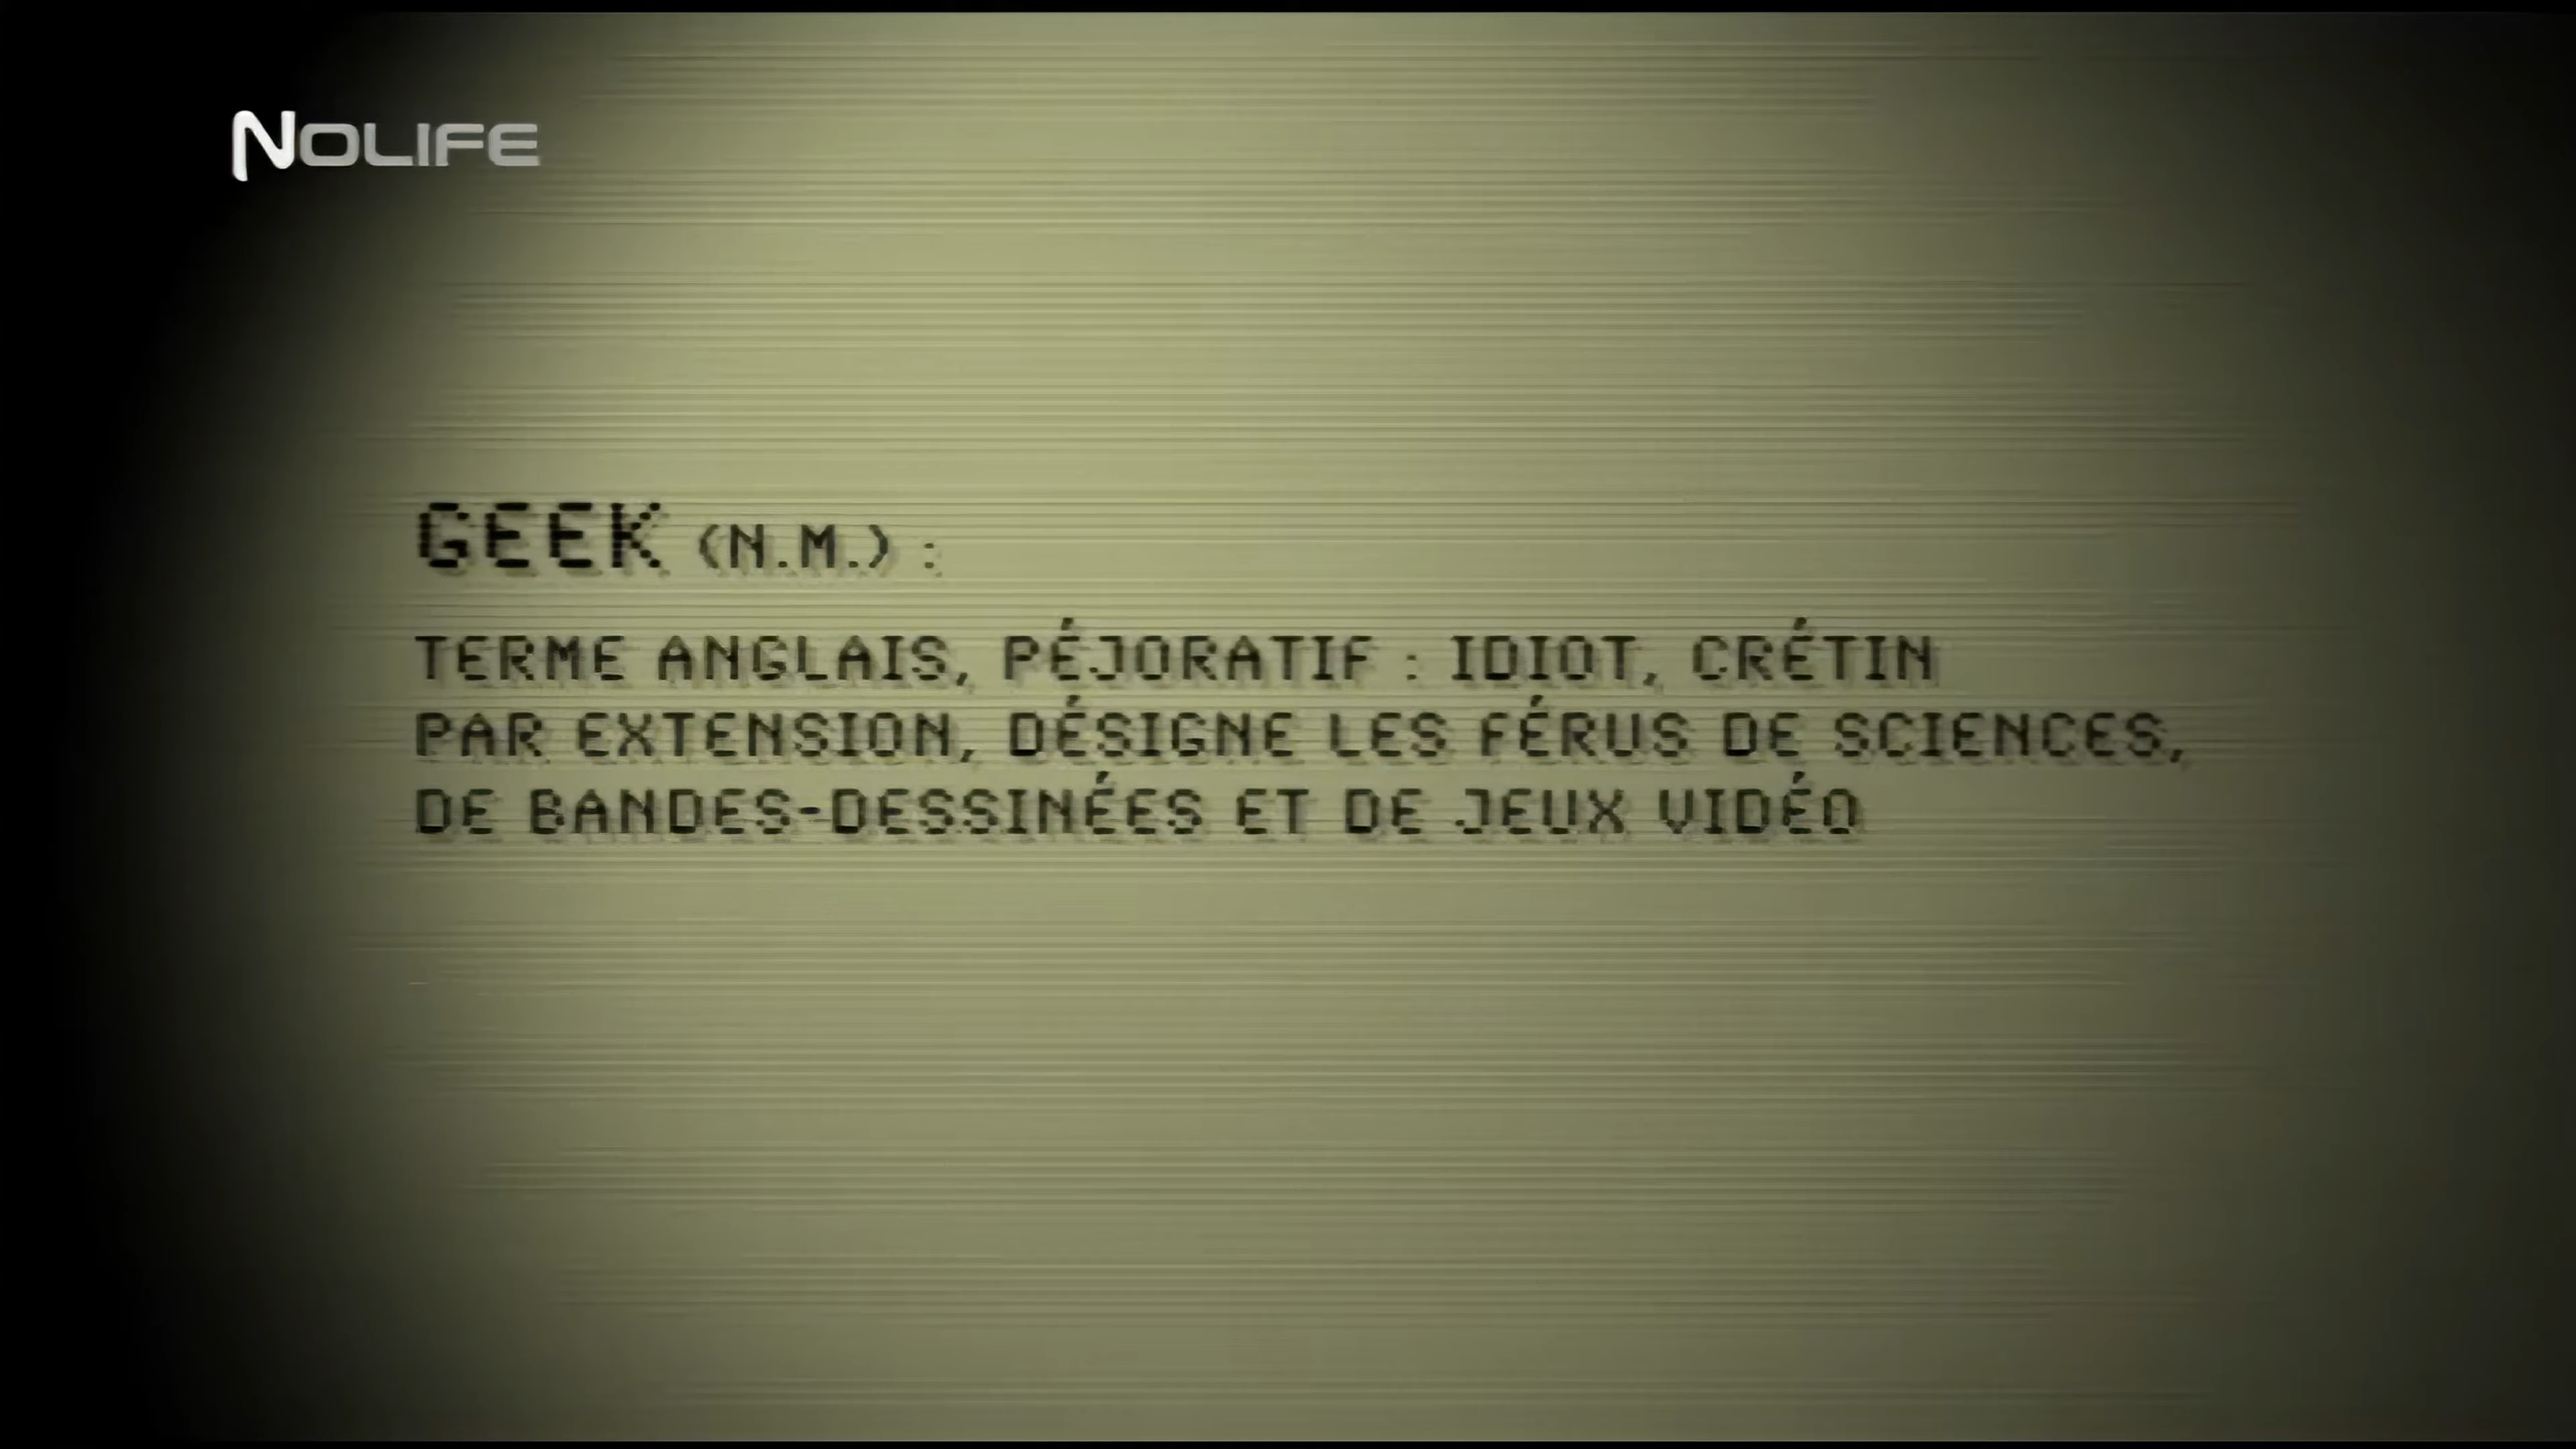 NOLIFE
GEEK (N.M.) :
TERME ANGLAIS, PÉJORATIF : IDIOT, CRÉTIN
PAR EXTENSION, DÉSIGNE LES FÉRUS DE SCIENCES,
DE BANDES-DESSINÉES ET DE JEUX VIDÉO